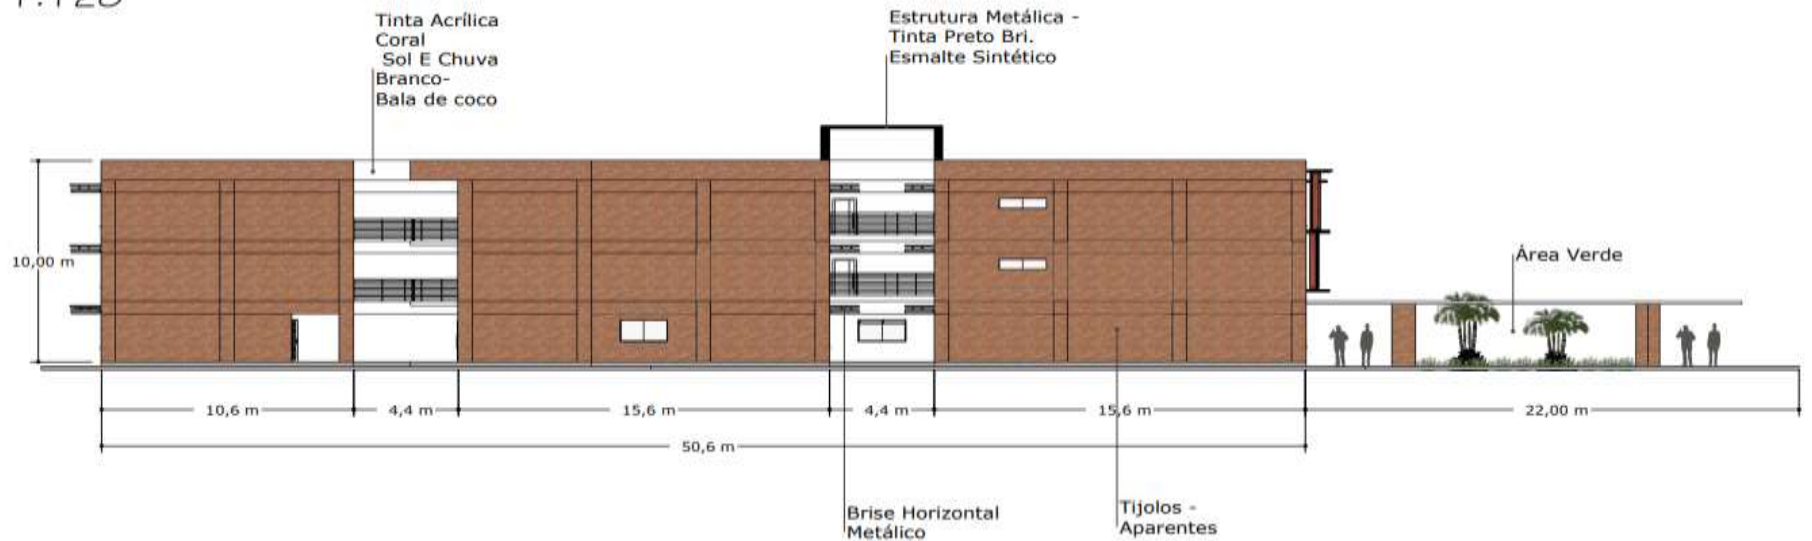 1:125
Tinta Acrílica
Coral
Sol E Chuva
Branco-
Bala de coco
Estrutura Metálica -
Tinta Preto Bri.
Esmalte Sintético
10,00 m
Área Verde
10,6 m
4,4 m
15,6 m
4,4 m
15,6 m
22,00 m
50,6 m
Brise Horizontal
Metálico
Tijolos -
Aparentes